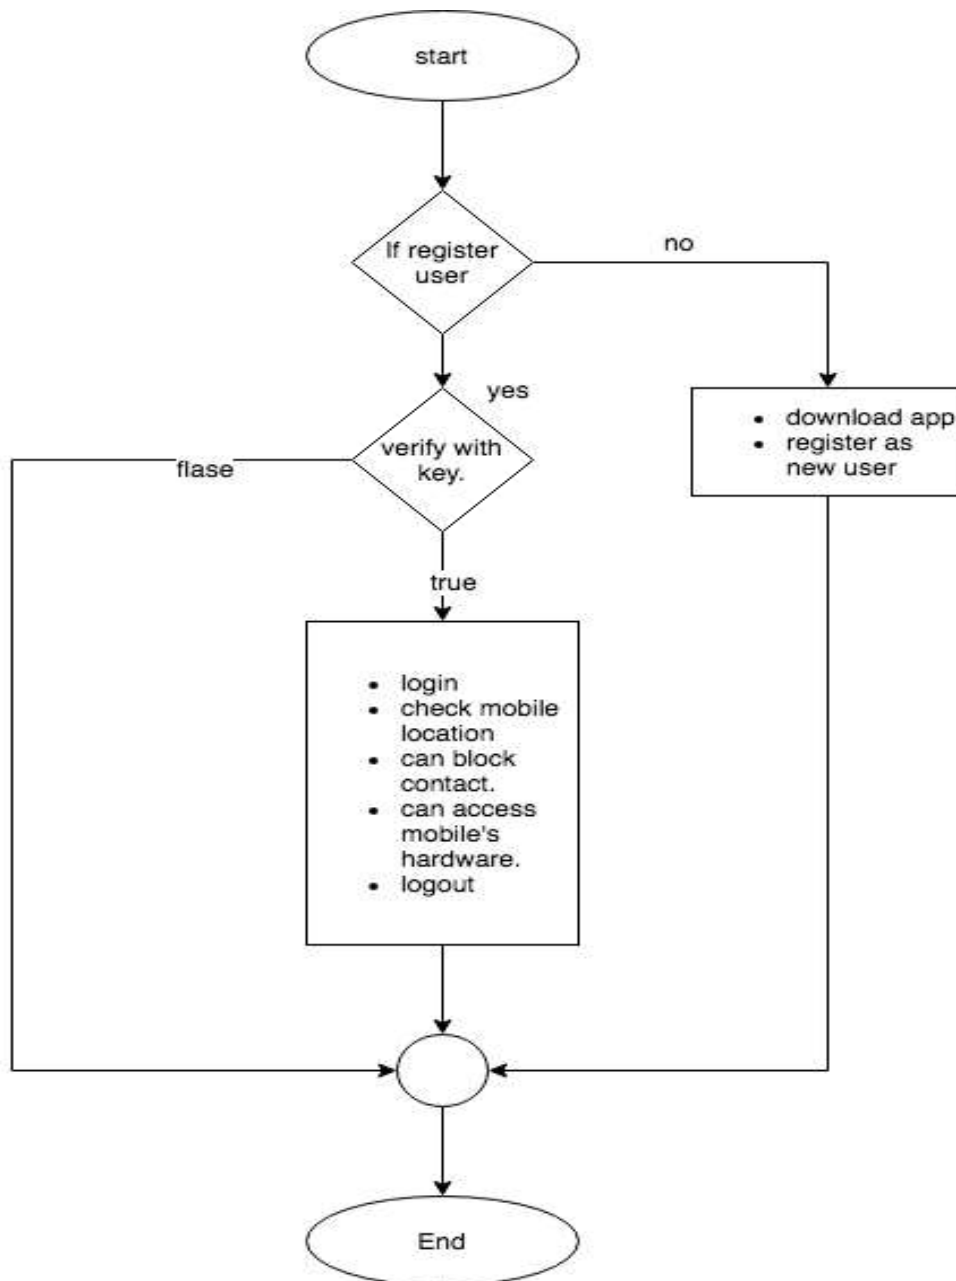 start
If register
user
no
yes
• download app
• register as
new user
verify with
key.
flase
true
• login
• check mobile
location
• can block
contact.
• can access
mobile's
hardware.
• logout
End